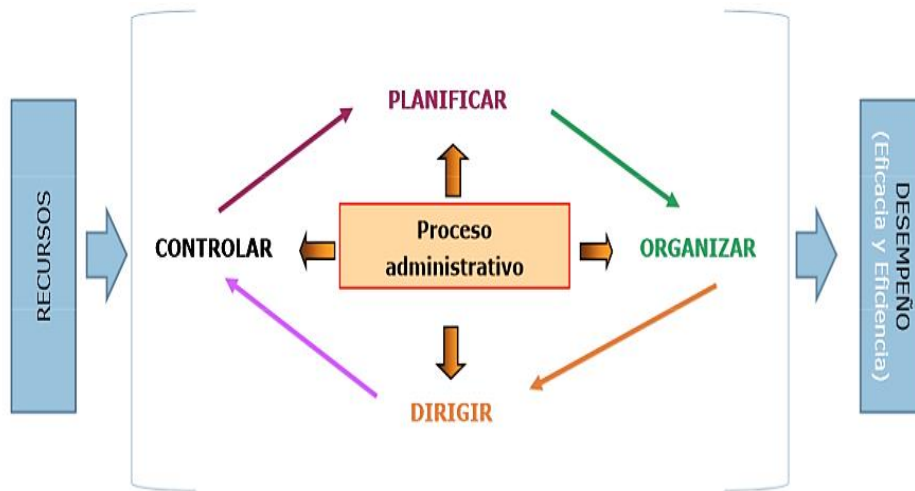 RECURSOS
PLANIFICAR
CONTROLAR
Proceso
administrativo
ORGANIZAR
DIRIGIR
DESEMPEÑO
(Eficacia y Eficiencia)